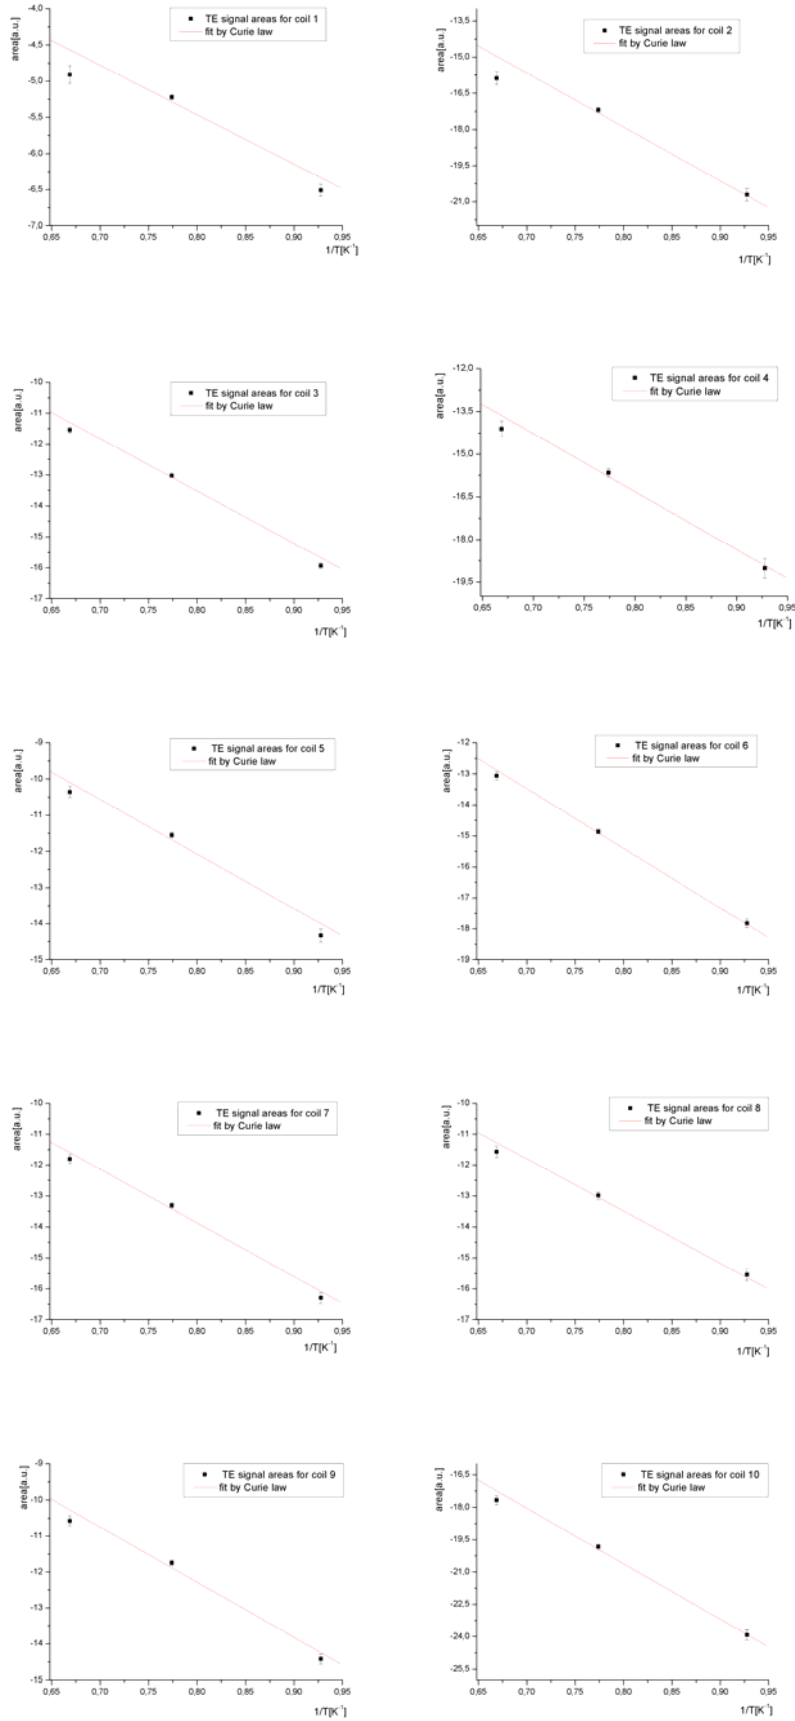 TE signal areas for coil 1
fit by Curie law
area[a.u.]
-4,0
-4,5
-5,0
-5,5
-6,0
-6,5
-7,0
0,65 0,70 0,75 0,80 0,85 0,90 0,95
1/T[K⁻¹]
TE signal areas for coil 2
fit by Curie law
area[a.u.]
-13,5
-15,0
-16,5
-18,0
-19,5
-21,0
0,65 0,70 0,75 0,80 0,85 0,90 0,95
1/T[K⁻¹]
TE signal areas for coil 3
fit by Curie law
area[a.u.]
-10
-11
-12
-13
-14
-15
-16
-17
0,65 0,70 0,75 0,80 0,85 0,90 0,95
1/T[K⁻¹]
TE signal areas for coil 4
fit by Curie law
area[a.u.]
-12,0
-13,5
-15,0
-16,5
-18,0
-19,5
0,65 0,70 0,75 0,80 0,85 0,90 0,95
1/T[K⁻¹]
TE signal areas for coil 5
fit by Curie law
area[a.u.]
-9
-10
-11
-12
-13
-14
-15
0,65 0,70 0,75 0,80 0,85 0,90 0,95
1/T[K⁻¹]
TE signal areas for coil 6
fit by Curie law
area[a.u.]
-12
-13
-14
-15
-16
-17
-18
-19
0,65 0,70 0,75 0,80 0,85 0,90 0,95
1/T[K⁻¹]
TE signal areas for coil 7
fit by Curie law
area[a.u.]
-10
-11
-12
-13
-14
-15
-16
-17
0,65 0,70 0,75 0,80 0,85 0,90 0,95
1/T[K⁻¹]
TE signal areas for coil 8
fit by Curie law
area[a.u.]
-10
-11
-12
-13
-14
-15
-16
-17
0,65 0,70 0,75 0,80 0,85 0,90 0,95
1/T[K⁻¹]
TE signal areas for coil 9
fit by Curie law
area[a.u.]
-9
-10
-11
-12
-13
-14
-15
0,65 0,70 0,75 0,80 0,85 0,90 0,95
1/T[K⁻¹]
TE signal areas for coil 10
fit by Curie law
area[a.u.]
-16,5
-18,0
-19,5
-21,0
-22,5
-24,0
-25,5
0,65 0,70 0,75 0,80 0,85 0,90 0,95
1/T[K⁻¹]